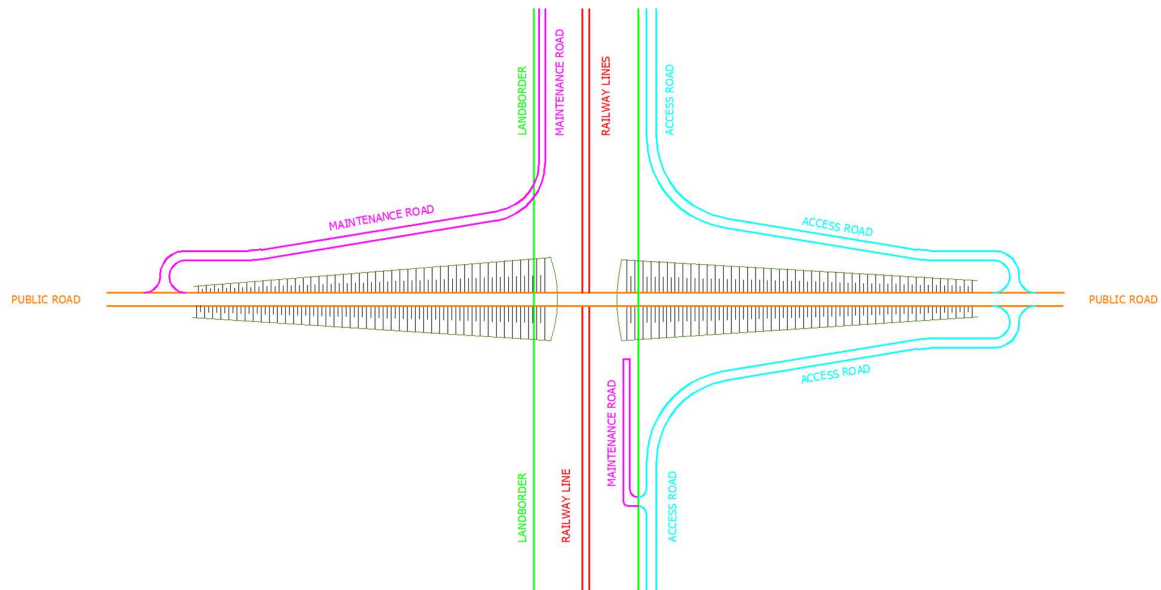 LANDBORDER
MAINTENANCE ROAD
RAILWAY LINES
ACCESS ROAD
MAINTENANCE ROAD
ACCESS ROAD
PUBLIC ROAD
PUBLIC ROAD
ACCESS ROAD
MAINTENANCE ROAD
LANDBORDER
RAILWAY LINE
ACCESS ROAD